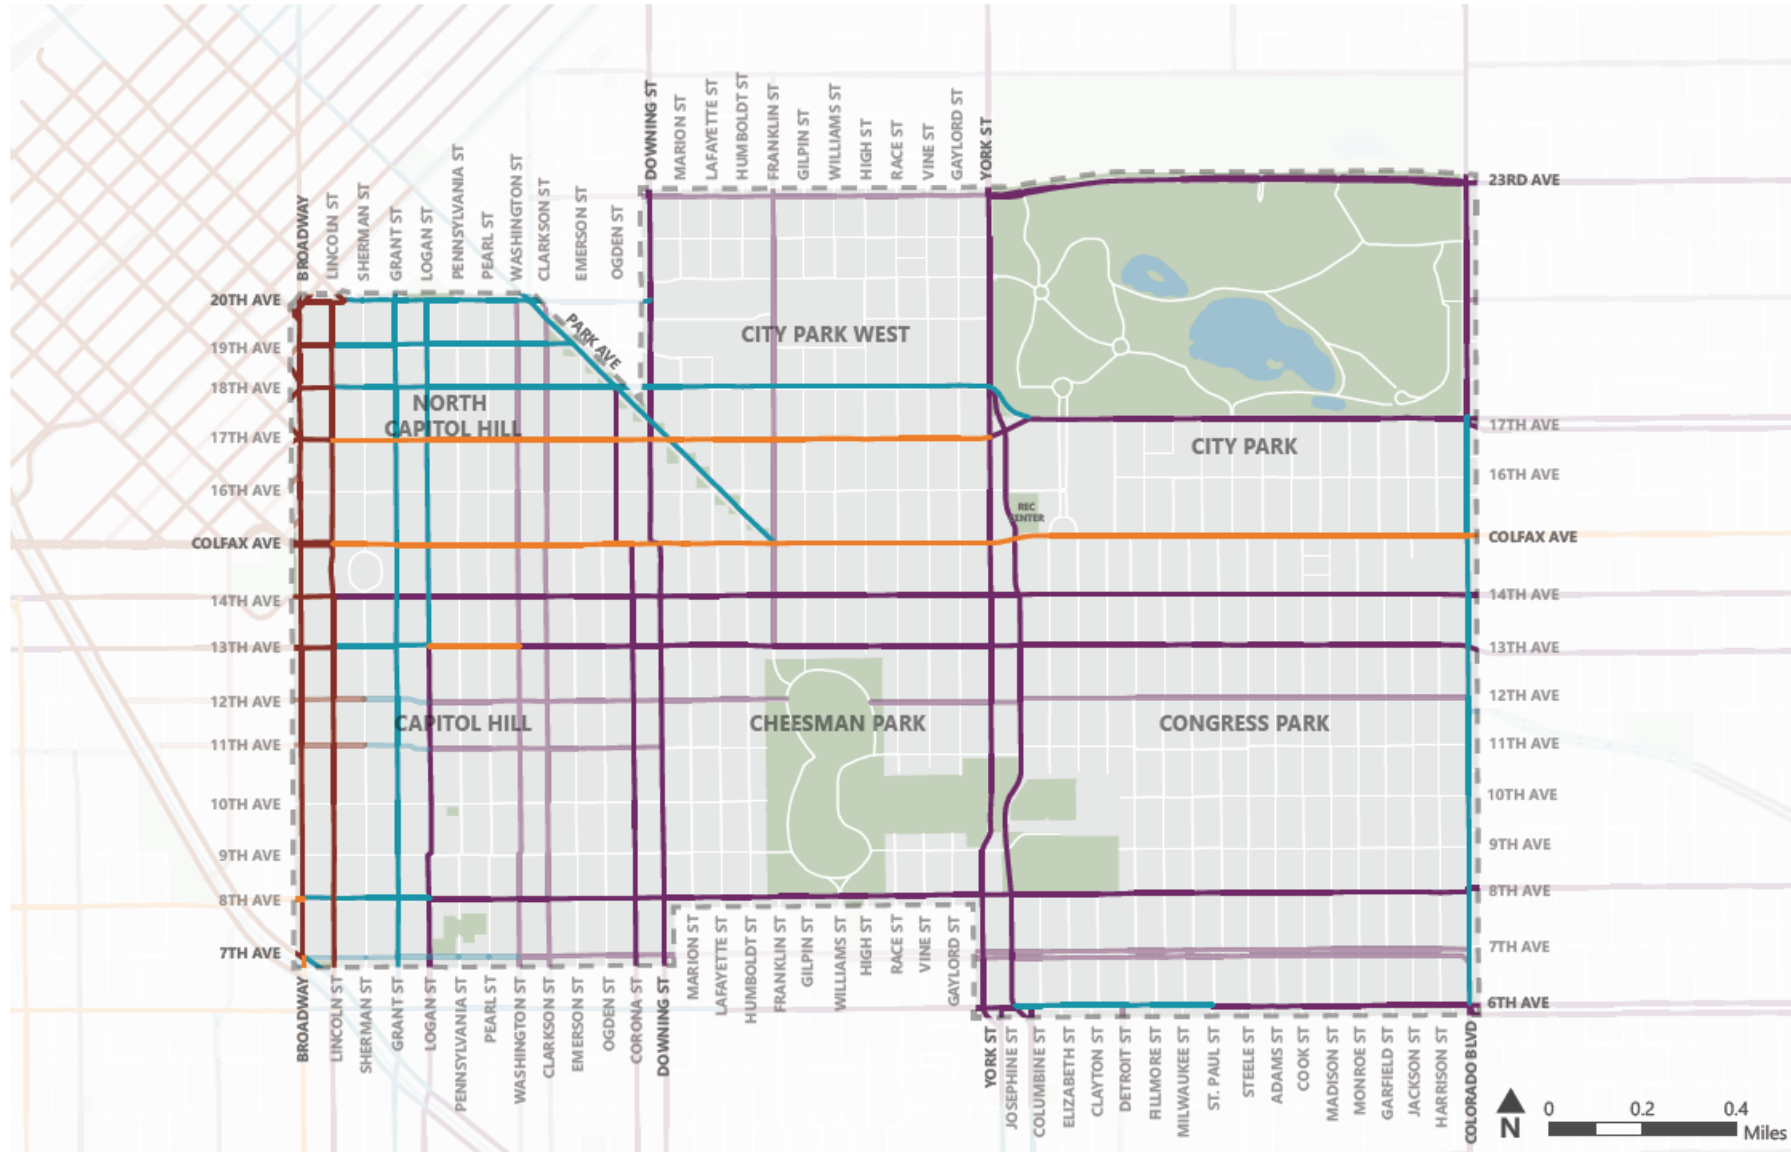 DOWNING ST
MARION ST
LAFAYETTE ST
HUMBOLDT ST
FRANKLIN ST
GILPIN ST
WILLIAMS ST
HIGH ST
RACE ST
VINE ST
GAYLORD ST
YORK ST
BROADWAY
LINCOLN ST
SHERMAN ST
GRANT ST
LOGAN ST
PENNSYLVANIA ST
PEARL ST
WASHINGTON ST
CLARKSON ST
EMERSON ST
OGDEN ST
PARK AVE
20TH AVE
19TH AVE
18TH AVE
17TH AVE
16TH AVE
COLFAX AVE
14TH AVE
13TH AVE
12TH AVE
11TH AVE
10TH AVE
9TH AVE
8TH AVE
7TH AVE
CITY PARK WEST
NORTH
CAPITOL HILL
CITY PARK
REC
CENTER
CAPITOL HILL
CHEESMAN PARK
CONGRESS PARK
23RD AVE
17TH AVE
16TH AVE
COLFAX AVE
14TH AVE
13TH AVE
12TH AVE
11TH AVE
10TH AVE
9TH AVE
8TH AVE
7TH AVE
6TH AVE
BROADWAY
LINCOLN ST
SHERMAN ST
GRANT ST
LOGAN ST
PENNSYLVANIA ST
PEARL ST
WASHINGTON ST
CLARKSON ST
EMERSON ST
OGDEN ST
CORONA ST
DOWNING ST
MARION ST
LAFAYETTE ST
HUMBOLDT ST
FRANKLIN ST
GILPIN ST
WILLIAMS ST
HIGH ST
RACE ST
VINE ST
GAYLORD ST
YORK ST
JOSEPHINE ST
COLUMBINE ST
ELIZABETH ST
CLAYTON ST
DETROIT ST
FILLMORE ST
MILWAUKEE ST
ST. PAUL ST
STEELE ST
ADAMS ST
COOK ST
MADISON ST
MONROE ST
GARFIELD ST
JACKSON ST
HARRISON ST
COLORADO BLVD
N
0 0.2 0.4
Miles